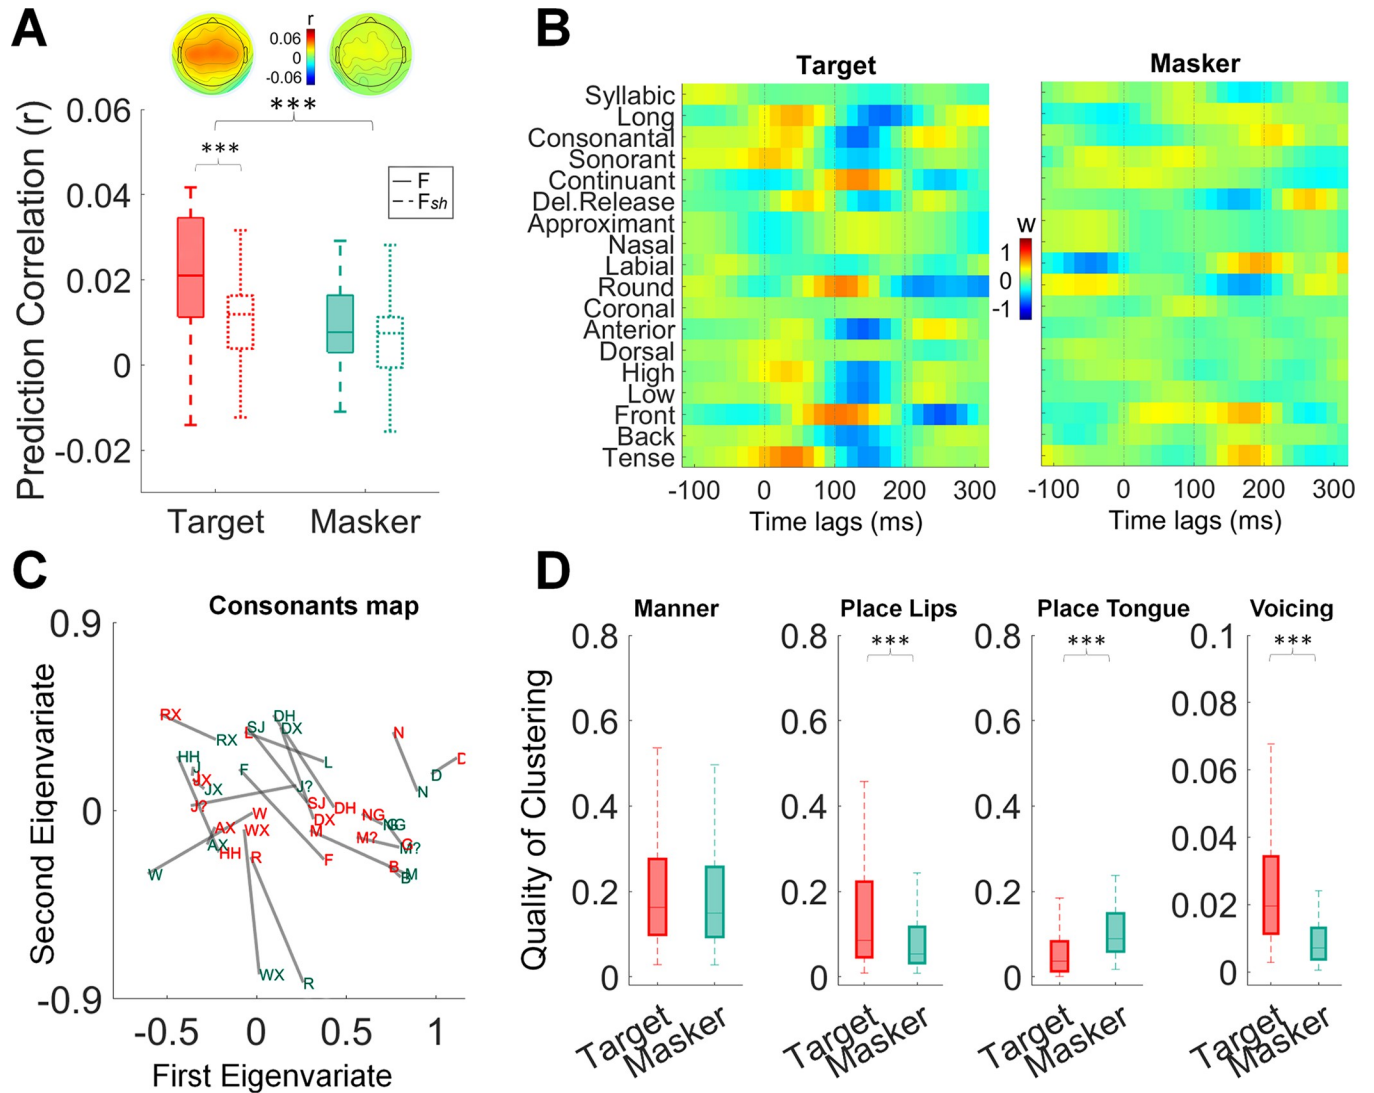 A
r
0.06
0
-0.06
***
***
F
Fsh
Prediction Correlation (r)
0.06
0.04
0.02
0
-0.02
Target
Masker
B
Target
Masker
Syllabic
Long
Consonantal
Sonorant
Continuant
Del.Release
Approximant
Nasal
Labial
Round
Coronal
Anterior
Dorsal
High
Low
Front
Back
Tense
w
1
0
-1
-100 0 100 200 300
Time lags (ms)
-100 0 100 200 300
Time lags (ms)
C
Consonants map
Second Eigenvariate
0.9
0
-0.9
RX
RX
SJ
DH
DX
L
N
D
D
HH
J
JX
JX
F
L
J?
J?
N
SJ
DH
DX
W
NG
M
M?
M?
AX
WX
AX
HH
R
F
G
B
B
M
W
WX
R
-0.5 0 0.5 1
First Eigenvariate
D
Manner
Place Lips
Place Tongue
Voicing
Quality of Clustering
0.8
0.6
0.4
0.2
0
Target
Masker
0.8
0.6
0.4
0.2
0
***
Target
Masker
0.8
0.6
0.4
0.2
0
***
Target
Masker
0.1
0.08
0.06
0.04
0.02
0
***
Target
Masker